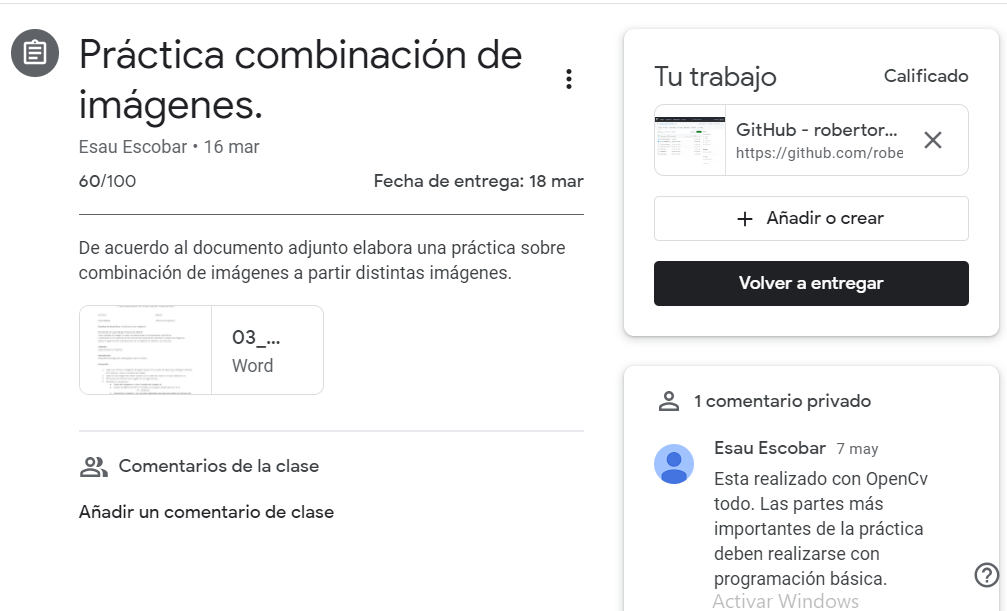 Práctica combinación de
imágenes.
Esau Escobar • 16 mar
60/100
Fecha de entrega: 18 mar
De acuerdo al documento adjunto elabora una práctica sobre
combinación de imágenes a partir distintas imágenes.
03_...
Word
Comentarios de la clase
Añadir un comentario de clase
Tu trabajo
Calificado
GitHub - robertor...
https://github.com/robe
Añadir o crear
Volver a entregar
1 comentario privado
Esau Escobar 7 may
Esta realizado con OpenCv
todo. Las partes más
importantes de la práctica
deben realizarse con
programación básica.
Activar Windows